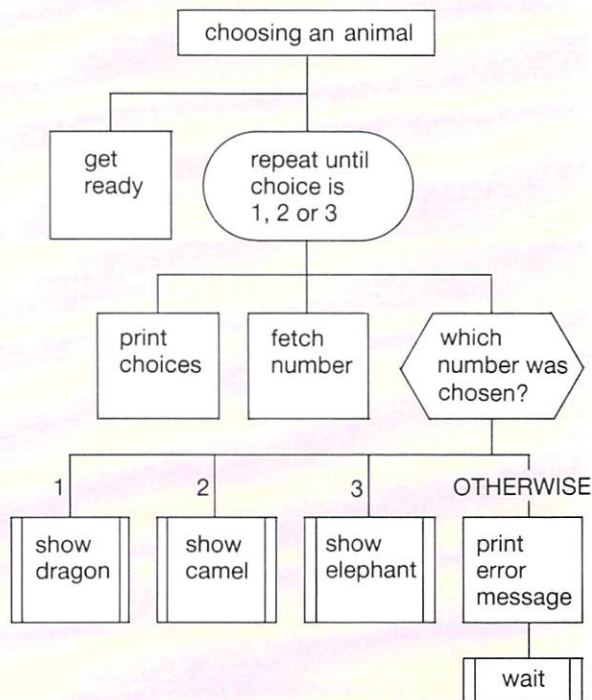 choosing an animal
get
ready
repeat until
choice is
1, 2 or 3
print
choices
fetch
number
which
number was
chosen?
1
2
3
OTHERWISE
show
dragon
show
camel
show
elephant
print
error
message
wait